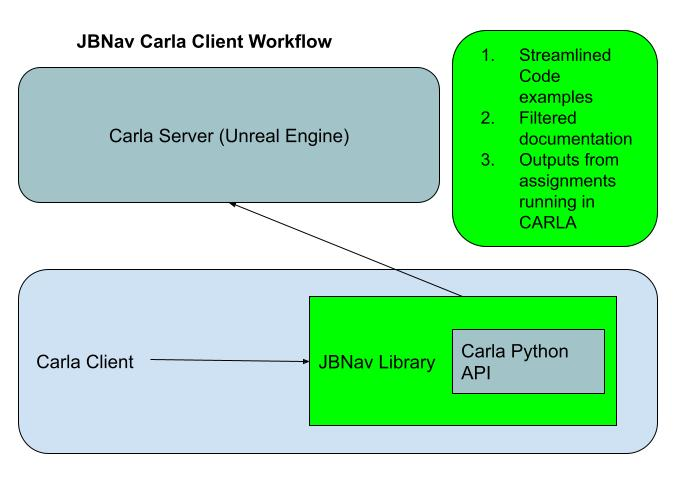 JBNav Carla Client Workflow
Carla Server (Unreal Engine)
1. Streamlined
Code
examples
2. Filtered
documentation
3. Outputs from
assignments
running in
CARLA
Carla Client
JBNav Library
Carla Python
API